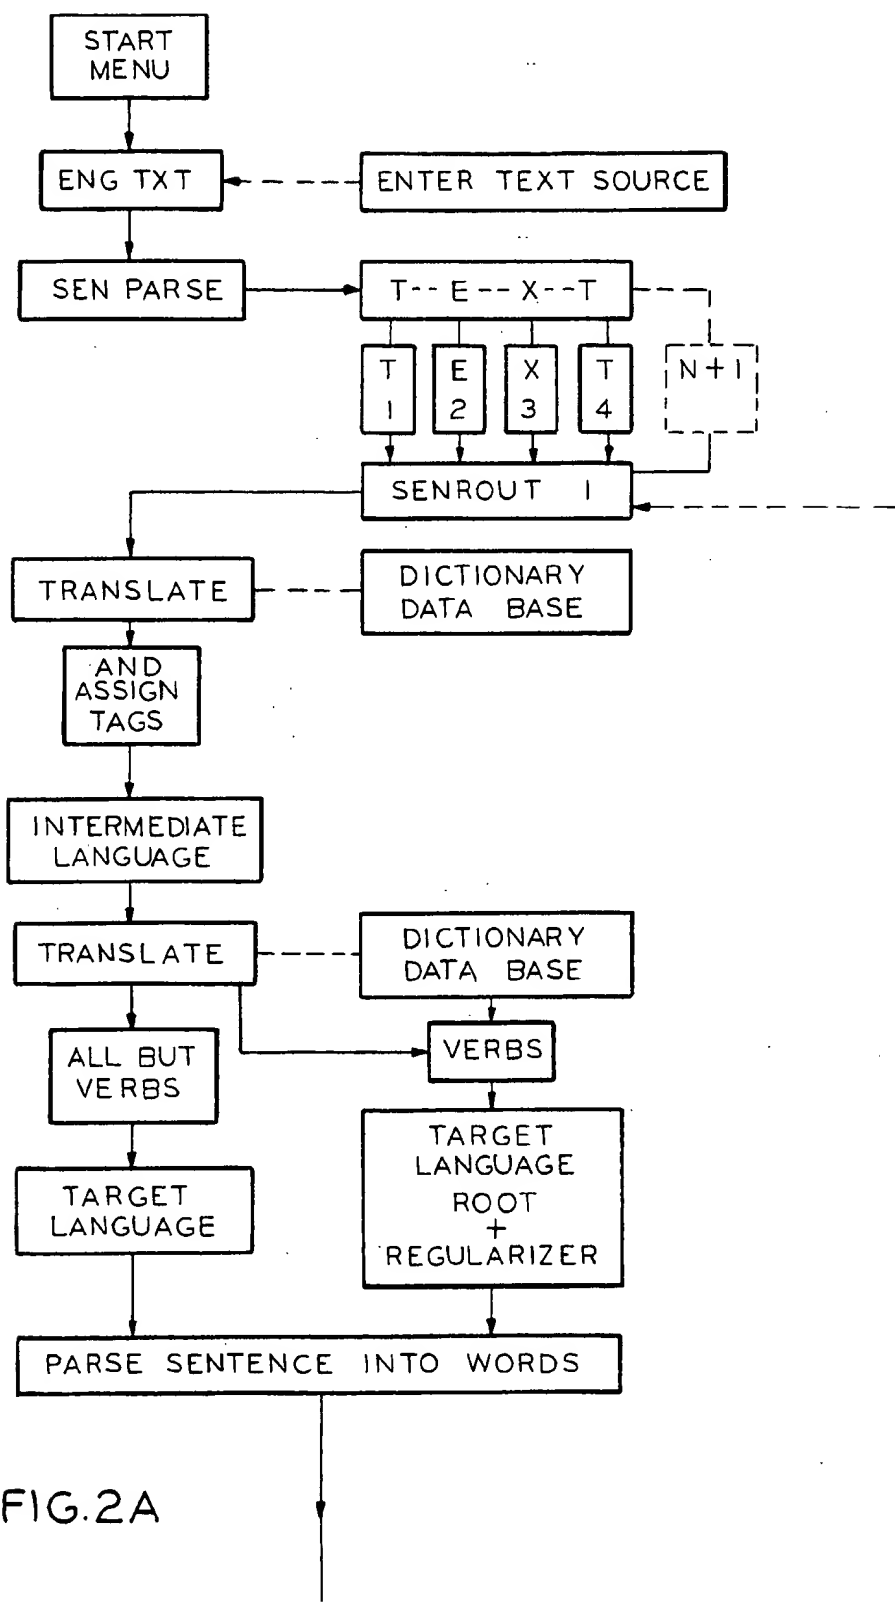 START
MENU
ENG TXT
ENTER TEXT SOURCE
SEN PARSE
T--E--X--T
T
1
E
2
X
3
T
4
N+1
SENROUT 1
TRANSLATE
DICTIONARY
DATA BASE
AND
ASSIGN
TAGS
INTERMEDIATE
LANGUAGE
TRANSLATE
DICTIONARY
DATA BASE
ALL BUT
VERBS
VERBS
TARGET
LANGUAGE
TARGET
LANGUAGE
ROOT
+
REGULARIZER
PARSE SENTENCE INTO WORDS
FIG.2A